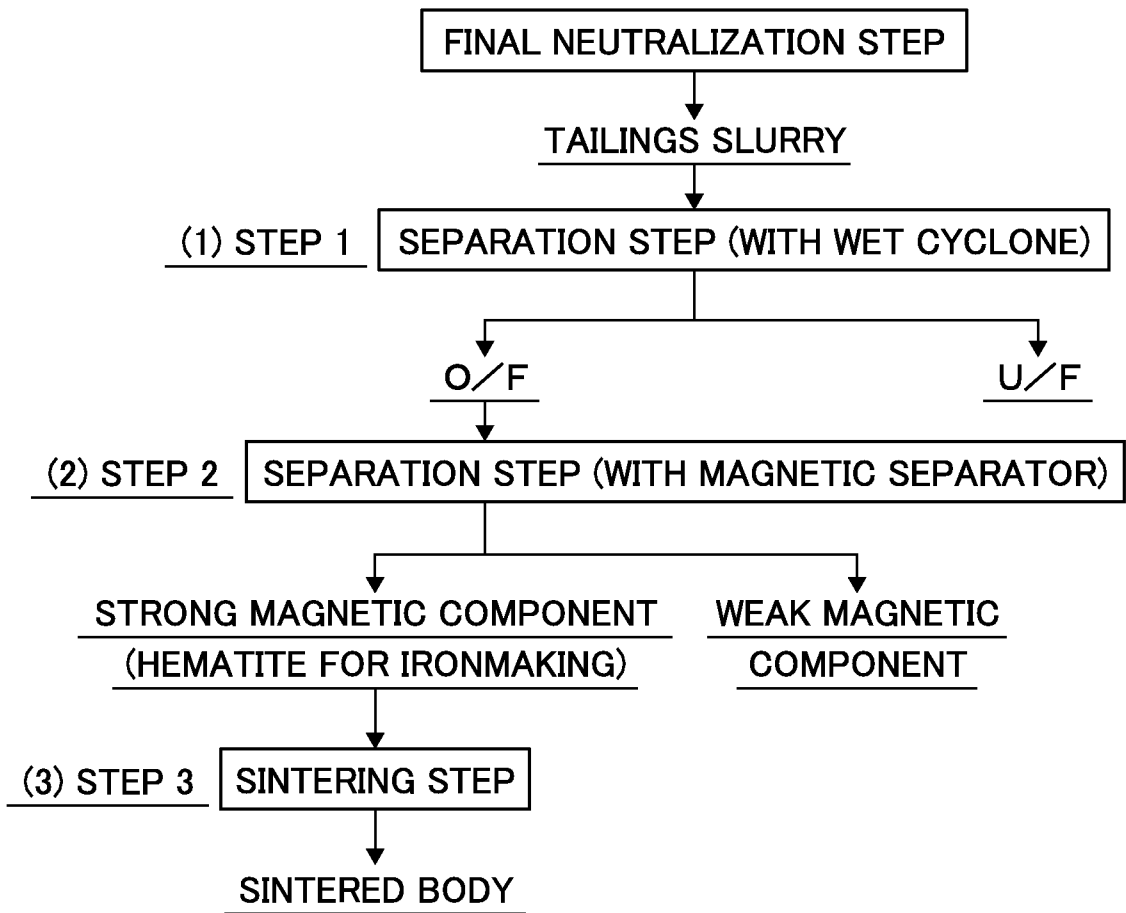 FINAL NEUTRALIZATION STEP
TAILINGS SLURRY
(1) STEP 1
SEPARATION STEP (WITH WET CYCLONE)
O/F
U/F
(2) STEP 2
SEPARATION STEP (WITH MAGNETIC SEPARATOR)
STRONG MAGNETIC COMPONENT
(HEMATITE FOR IRONMAKING)
WEAK MAGNETIC
COMPONENT
(3) STEP 3
SINTERING STEP
SINTERED BODY